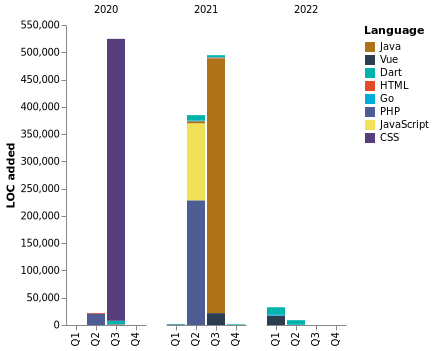 2020 2021 2022
550,000
500,000
450,000
400,000
350,000
300,000
250,000
200,000
150,000
100,000
50,000
0
LOC added
Q1 Q2 Q3 Q4 Q1 Q2 Q3 Q4 Q1 Q2 Q3 Q4
Language
Java
Vue
Dart
HTML
Go
PHP
JavaScript
CSS